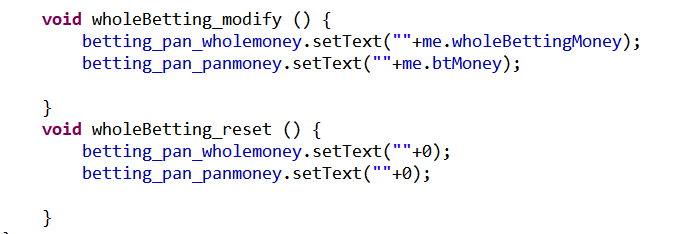 void wholeBetting_modify () {
betting_pan_wholemoney.setText(""+me.wholeBettingMoney);
betting_pan_panmoney.setText(""+me.btMoney);
}
void wholeBetting_reset () {
betting_pan_wholemoney.setText(""+0);
betting_pan_panmoney.setText(""+0);
}